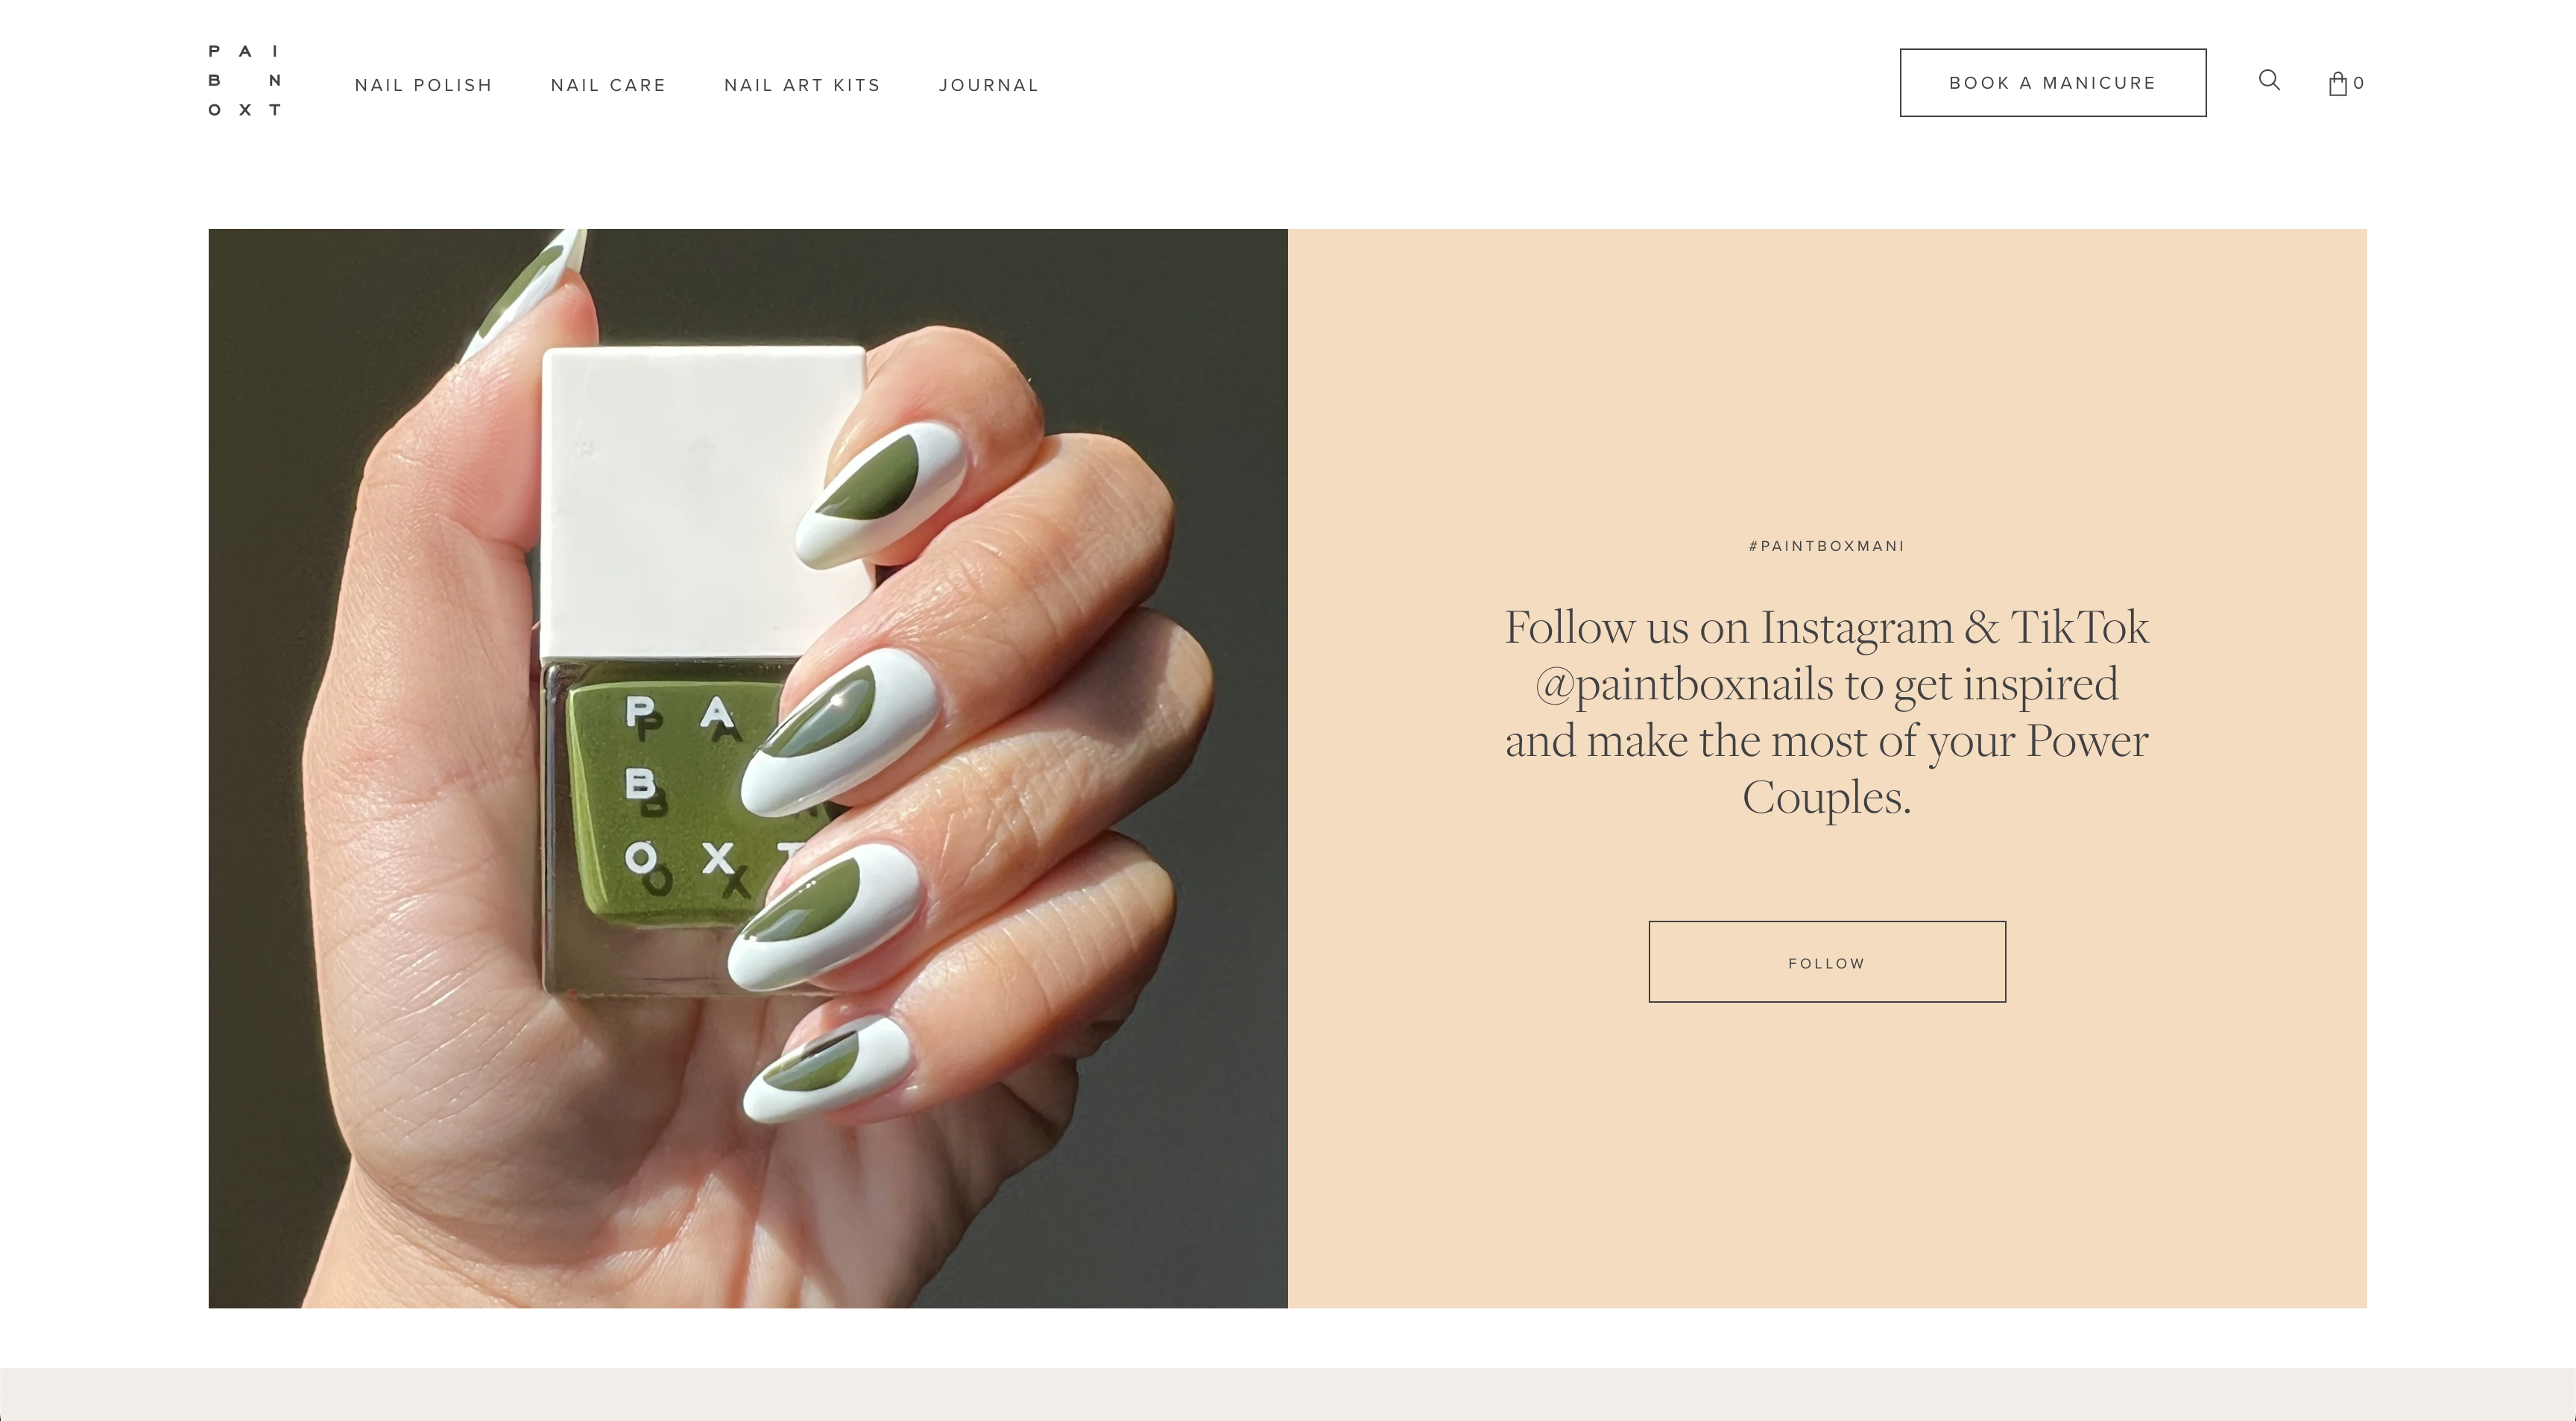 P A I
B N
O X T
NAIL POLISH
NAIL CARE
NAIL ART KITS
JOURNAL
BOOK A MANICURE
0
P A
B
O X T
#PAINTBOXMANI
Follow us on Instagram & TikTok
@paintboxnails to get inspired
and make the most of your Power
Couples.
FOLLOW